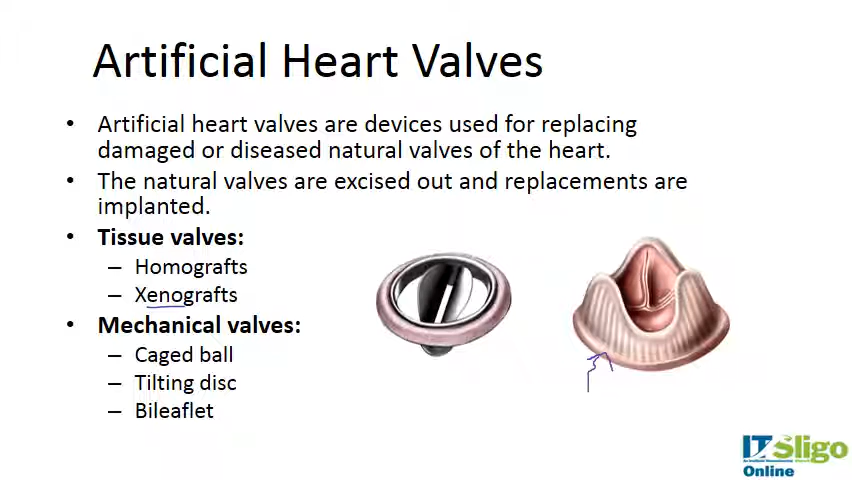 Artificial Heart Valves
• Artificial heart valves are devices used for replacing
damaged or diseased natural valves of the heart.
• The natural valves are excised out and replacements are
implanted.
• Tissue valves:
– Homografts
– Xenografts
• Mechanical valves:
– Caged ball
– Tilting disc
– Bileaflet
IT Sligo
Online